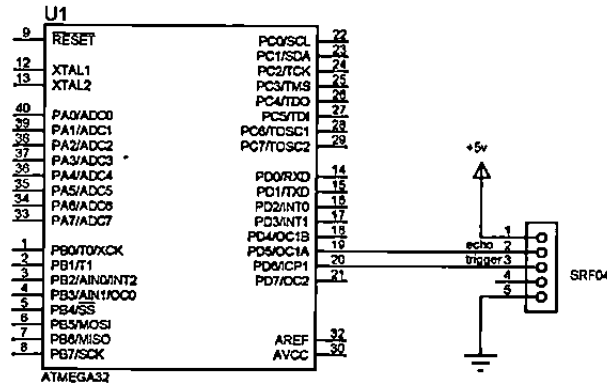 U1
9 RESET
12 XTAL1
13 XTAL2
40 PA0/ADC0
39 PA1/ADC1
38 PA2/ADC2
37 PA3/ADC3
36 PA4/ADC4
35 PA5/ADC5
34 PA6/ADC6
33 PA7/ADC7
1 PB0/T0/XCK
2 PB1/T1
3 PB2/AIN0/INT2
4 PB3/AIN1/OC0
5 PB4/SS
6 PB5/MOSI
7 PB6/MISO
8 PB7/SCK
PC0/SCL 22
PC1/SDA 23
PC2/TCK 24
PC3/TMS 25
PC4/TDO 26
PC5/TDI 27
PC6/TOSC1 28
PC7/TOSC2 29
PD0/RXD 14
PD1/TXD 15
PD2/INT0 16
PD3/INT1 17
PD4/OC1B 18
PD5/OC1A 19
PD6/ICP1 20
PD7/OC2 21
AREF 32
AVCC 30
ATMEGA32
+5v
1
echo 2
trigger 3
4
5
SRF04